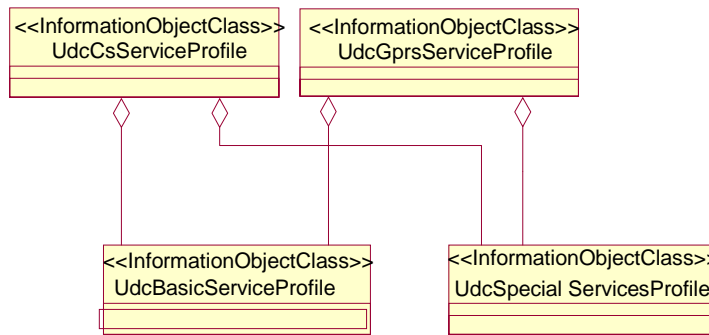 <<InformationObjectClass>>
UdcCsServiceProfile
<<InformationObjectClass>>
UdcGprsServiceProfile
<<InformationObjectClass>>
UdcBasicServiceProfile
<<InformationObjectClass>>
UdcSpecial ServicesProfile